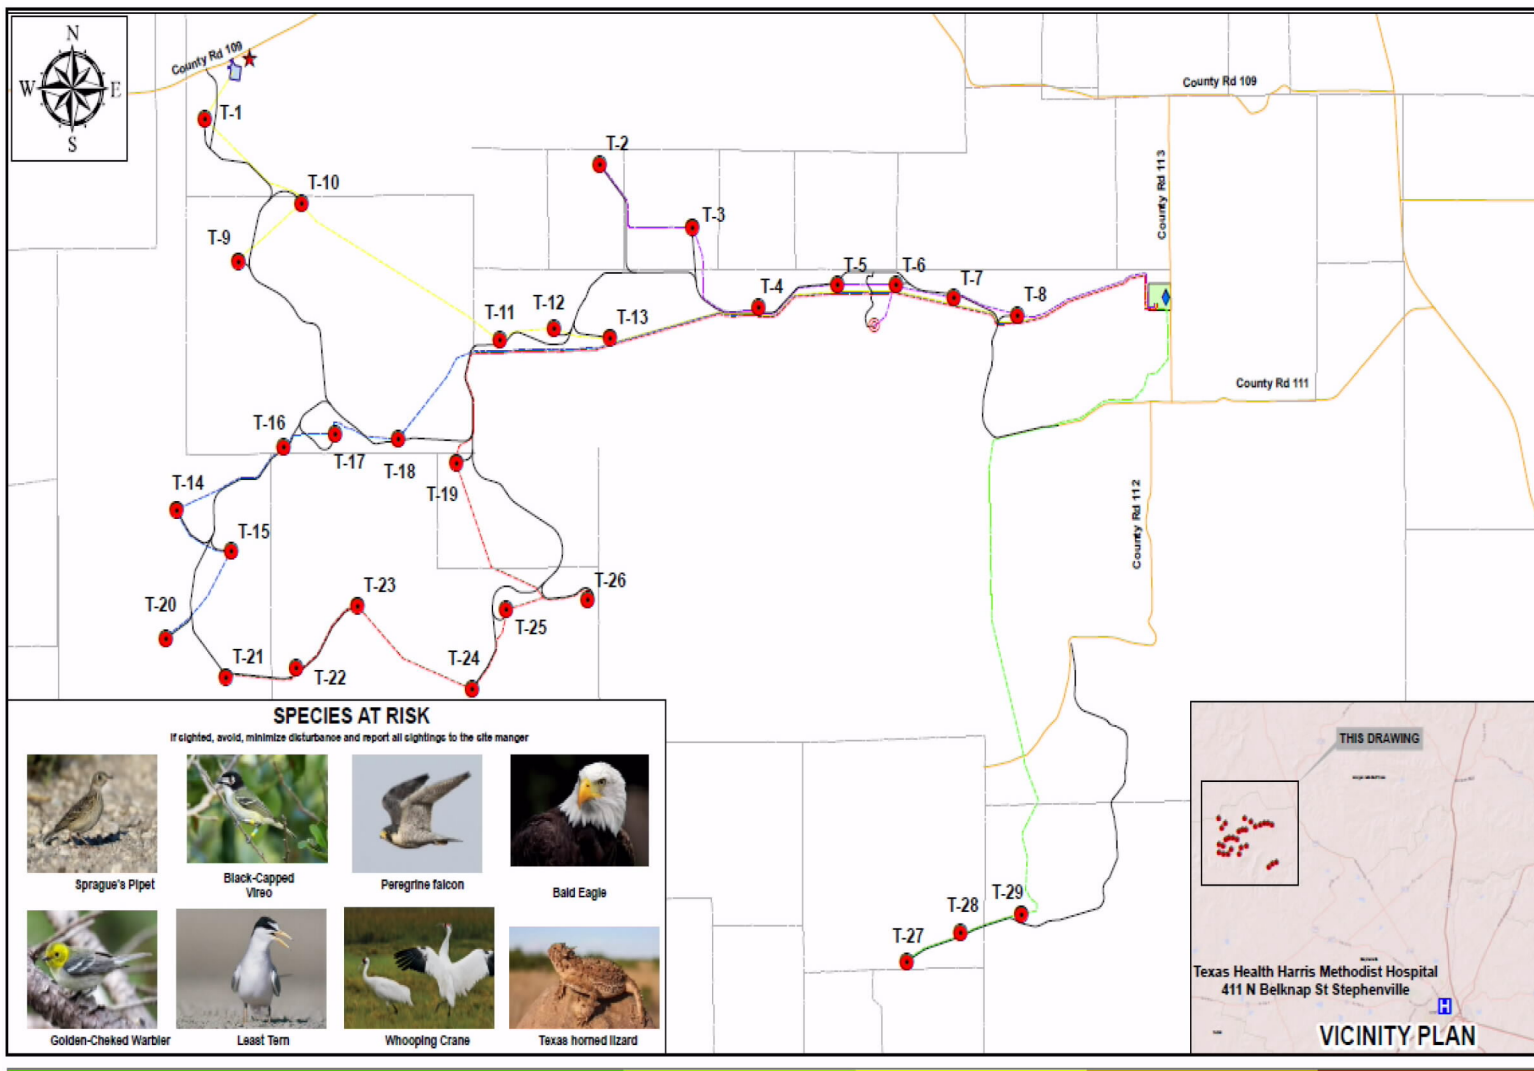 N
W
E
S
County Rd 109
T-1
T-10
T-9
T-2
T-3
County Rd 109
County Rd 113
T-5
T-6
T-7
T-4
T-8
T-11
T-12
T-13
County Rd 111
T-16
T-17
T-18
T-19
T-14
T-15
County Rd 112
T-20
T-23
T-26
T-25
T-21
T-22
T-24
T-29
T-28
T-27
SPECIES AT RISK
If sighted, avoid, minimize disturbance and report all sightings to the site manger
Sprague's Pipet
Black-Capped
Vireo
Peregrine falcon
Bald Eagle
Golden-Cheked Warbler
Least Tern
Whooping Crane
Texas horned lizard
THIS DRAWING
Texas Health Harris Methodist Hospital
411 N Belknap St Stephenville
H
VICINITY PLAN